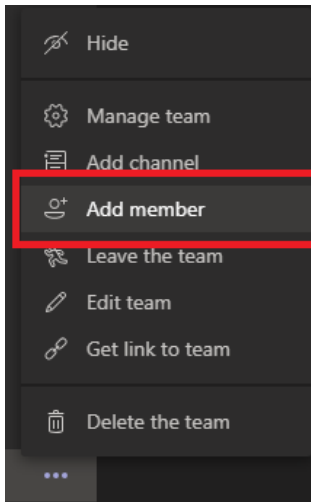 Hide
Manage team
Add channel
Add member
Leave the team
Edit team
Get link to team
Delete the team